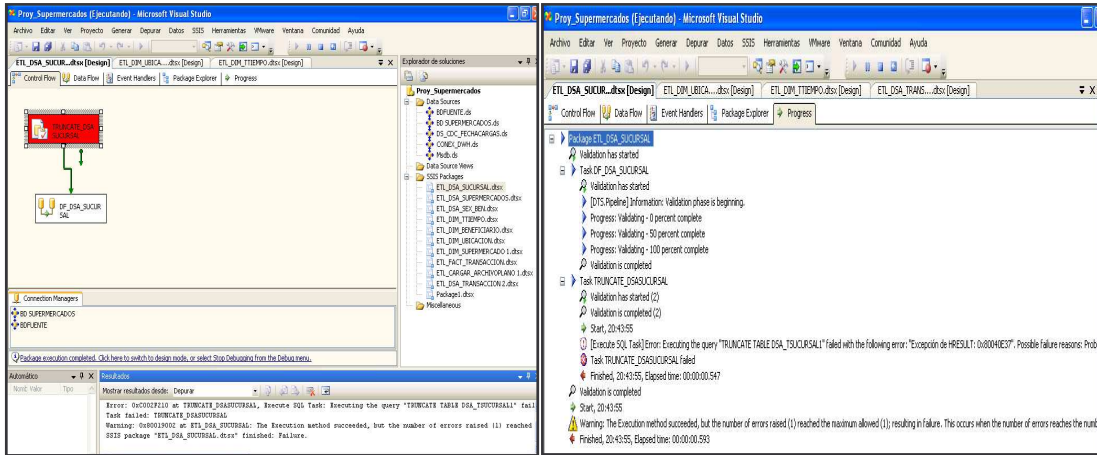 Proy_Supermercados (Ejecutando) - Microsoft Visual Studio
Archivo Editar Ver Proyecto Generar Depurar Datos SSIS Herramientas VMware Ventana Comunidad Ayuda
ETL_DSA_SUCUR...dtsx [Design] ETL_DIM_UBICA....dtsx [Design] ETL_DIM_TTIEMPO.dtsx [Design]
Control Flow Data Flow Event Handlers Package Explorer Progress
TRUNCATE_DSA
SUCURSAL
DF_DSA_SUCUR
SAL
Connection Managers
BD SUPERMERCADOS
BDFUENTE
Package execution completed. Click here to switch to design mode, or select Stop Debugging from the Debug menu.
Explorador de soluciones
Proy_Supermercados
Data Sources
BDFUENTE.ds
BD SUPERMERCADOS.ds
DS_CDC_FECHACARGAS.ds
CONEX_DWH.ds
Msdb.ds
Data Source Views
SSIS Packages
ETL_DSA_SUCURSAL.dtsx
ETL_DSA_SUPERMERCADOS.dtsx
ETL_DSA_SEX_BEN.dtsx
ETL_DIM_TTIEMPO.dtsx
ETL_DIM_BENEFICIARIO.dtsx
ETL_DIM_UBICACION.dtsx
ETL_DIM_SUPERMERCADO 1.dtsx
ETL_FACT_TRANSACCION.dtsx
ETL_CARGAR_ARCHIVOPLANO 1.dtsx
ETL_DSA_TRANSACCION 2.dtsx
Package1.dtsx
Miscellaneous
Automático
Nomb Valor Tipo
Resultados
Mostrar resultados desde: Depurar
Error: 0xC002F210 at TRUNCATE_DSASUCURSAL, Execute SQL Task: Executing the query "TRUNCATE TABLE DSA_TSUCURSAL1" fail
Task failed: TRUNCATE_DSASUCURSAL
Warning: 0x80019002 at ETL_DSA_SUCURSAL: The Execution method succeeded, but the number of errors raised (1) reached
SSIS package "ETL_DSA_SUCURSAL.dtsx" finished: Failure.
Proy_Supermercados (Ejecutando) - Microsoft Visual Studio
Archivo Editar Ver Proyecto Generar Depurar Datos SSIS Herramientas VMware Ventana Comunidad Ayuda
ETL_DSA_SUCUR...dtsx [Design] ETL_DIM_UBICA....dtsx [Design] ETL_DIM_TTIEMPO.dtsx [Design] ETL_DSA_TRANS....dtsx [Design]
Control Flow Data Flow Event Handlers Package Explorer Progress
Package ETL_DSA_SUCURSAL
Validation has started
Task DF_DSA_SUCURSAL
Validation has started
[DTS.Pipeline] Information: Validation phase is beginning.
Progress: Validating - 0 percent complete
Progress: Validating - 50 percent complete
Progress: Validating - 100 percent complete
Validation is completed
Task TRUNCATE_DSASUCURSAL
Validation has started (2)
Validation is completed (2)
Start, 20:43:55
[Execute SQL Task] Error: Executing the query "TRUNCATE TABLE DSA_TSUCURSAL1" failed with the following error: "Excepción de HRESULT: 0x80040E37". Possible failure reasons: Prob
Task TRUNCATE_DSASUCURSAL failed
Finished, 20:43:55, Elapsed time: 00:00:00.547
Validation is completed
Start, 20:43:55
Warning: The Execution method succeeded, but the number of errors raised (1) reached the maximum allowed (1); resulting in failure. This occurs when the number of errors reaches the numb
Finished, 20:43:55, Elapsed time: 00:00:00.593